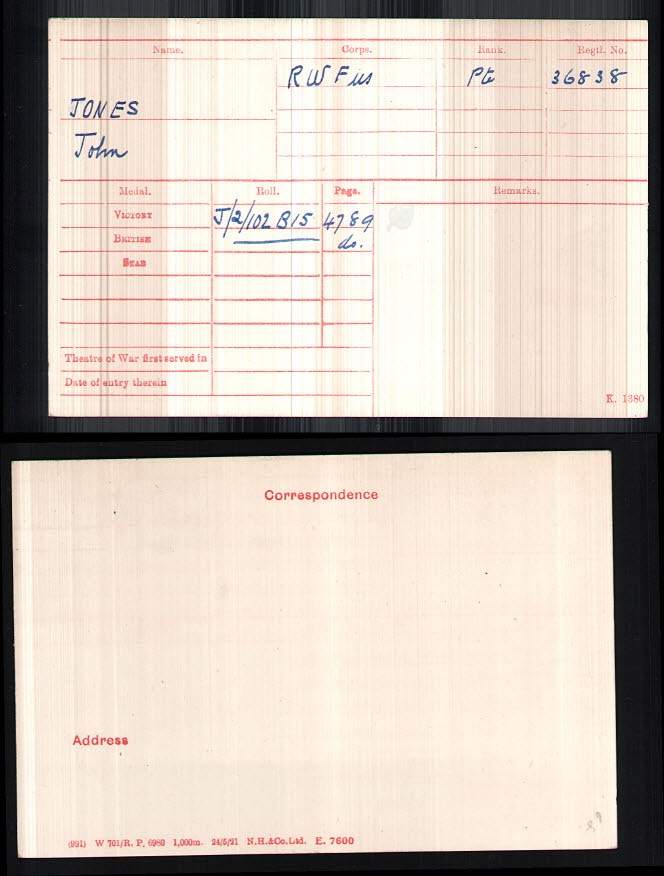 Name. Corps. Rank. Regtl. No.
R W Fus Pte 36838
JONES
John
Medal. Roll. Page. Remarks.
VICTORY J/2/102 B15 4789
BRITISH do.
STAR
Theatre of War first served in
Date of entry therein
K. 1380
Correspondence
Address
(991) W 701/R. P. 6980 1,000m. 24/5/21 N.H.&Co.Ltd. E. 7600